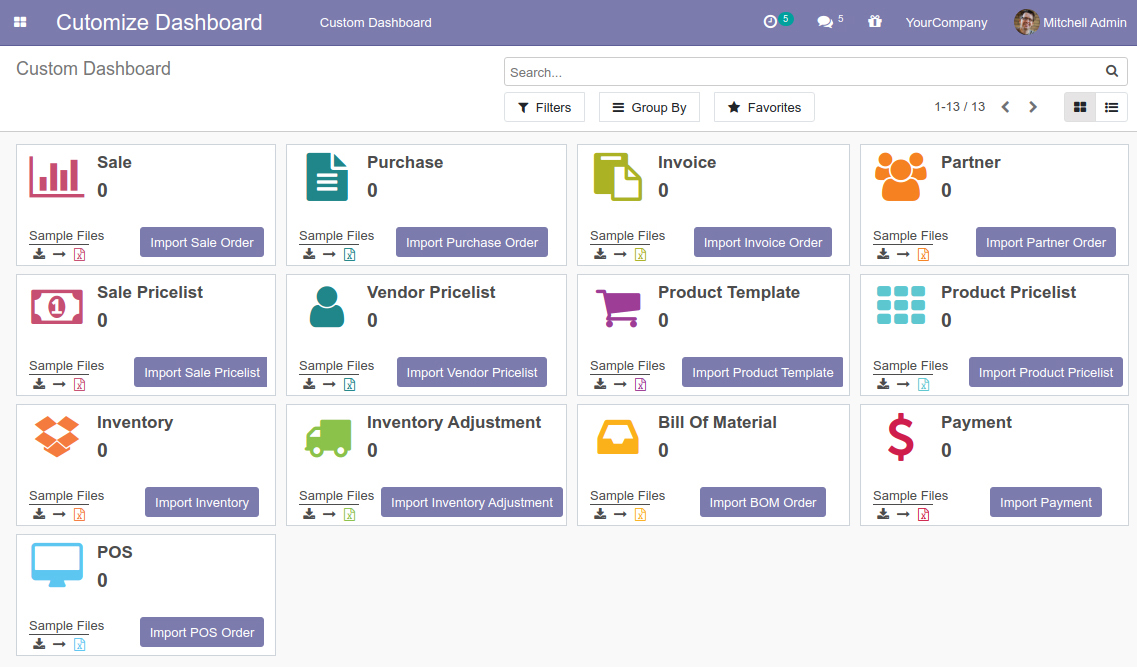 Cutomize Dashboard
Custom Dashboard
5
5
YourCompany
Mitchell Admin
Custom Dashboard
Search...
Filters
Group By
Favorites
1-13 / 13
Sale
0
Sample Files
Import Sale Order
Purchase
0
Sample Files
Import Purchase Order
Invoice
0
Sample Files
Import Invoice Order
Partner
0
Sample Files
Import Partner Order
1
Sale Pricelist
0
Sample Files
Import Sale Pricelist
Vendor Pricelist
0
Sample Files
Import Vendor Pricelist
Product Template
0
Sample Files
Import Product Template
Product Pricelist
0
Sample Files
Import Product Pricelist
Inventory
0
Sample Files
Import Inventory
Inventory Adjustment
0
Sample Files
Import Inventory Adjustment
Bill Of Material
0
Sample Files
Import BOM Order
$
Payment
0
Sample Files
Import Payment
POS
0
Sample Files
Import POS Order